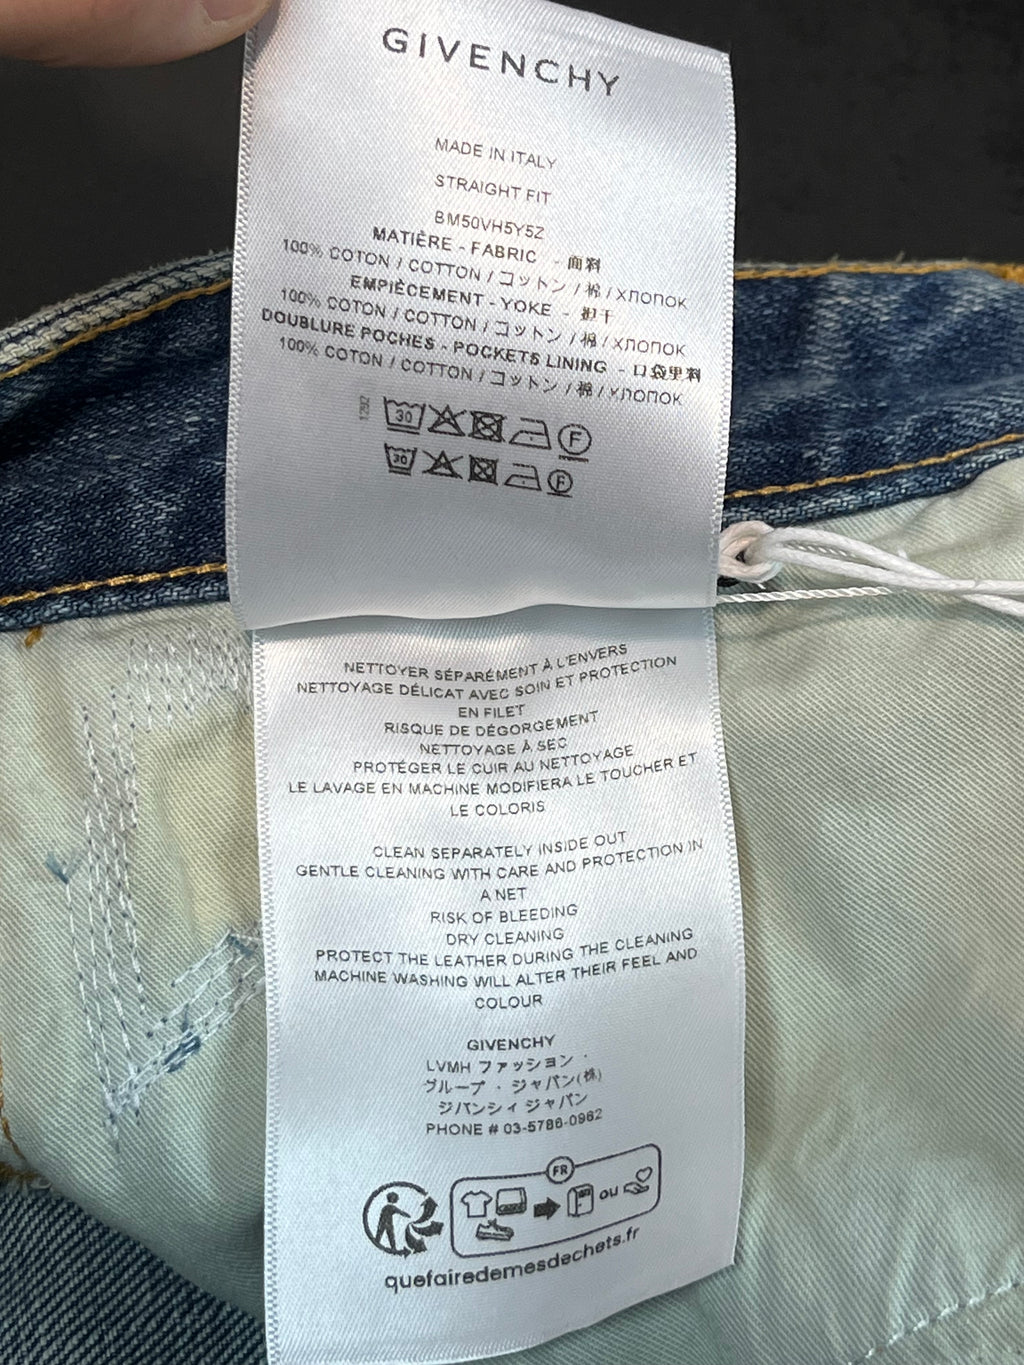 GIVENCHY
MADE IN ITALY
STRAIGHT FIT
BM50VH5Y5Z
MATIÈRE - FABRIC - 面料
100% COTON / COTTON / コットン / 棉 / ХЛОПОК
EMPIÈCEMENT - YOKE - 担干
100% COTON / COTTON / コットン / 棉 / ХЛОПОК
DOUBLURE POCHES - POCKETS LINING - 口袋里料
100% COTON / COTTON / コットン / 棉 / ХЛОПОК
1292
30 F
30 F
NETTOYER SÉPARÉMENT À L'ENVERS
NETTOYAGE DÉLICAT AVEC SOIN ET PROTECTION
EN FILET
RISQUE DE DÉGORGEMENT
NETTOYAGE À SEC
PROTÉGER LE CUIR AU NETTOYAGE
LE LAVAGE EN MACHINE MODIFIERA LE TOUCHER ET
LE COLORIS
CLEAN SEPARATELY INSIDE OUT
GENTLE CLEANING WITH CARE AND PROTECTION IN
A NET
RISK OF BLEEDING
DRY CLEANING
PROTECT THE LEATHER DURING THE CLEANING
MACHINE WASHING WILL ALTER THEIR FEEL AND
COLOUR
GIVENCHY
LVMH ファッション ・
グループ ・ ジャパン(株)
ジバンシィ ジャパン
PHONE # 03-5786-0962
FR
ou
quefairedemesdechets.fr